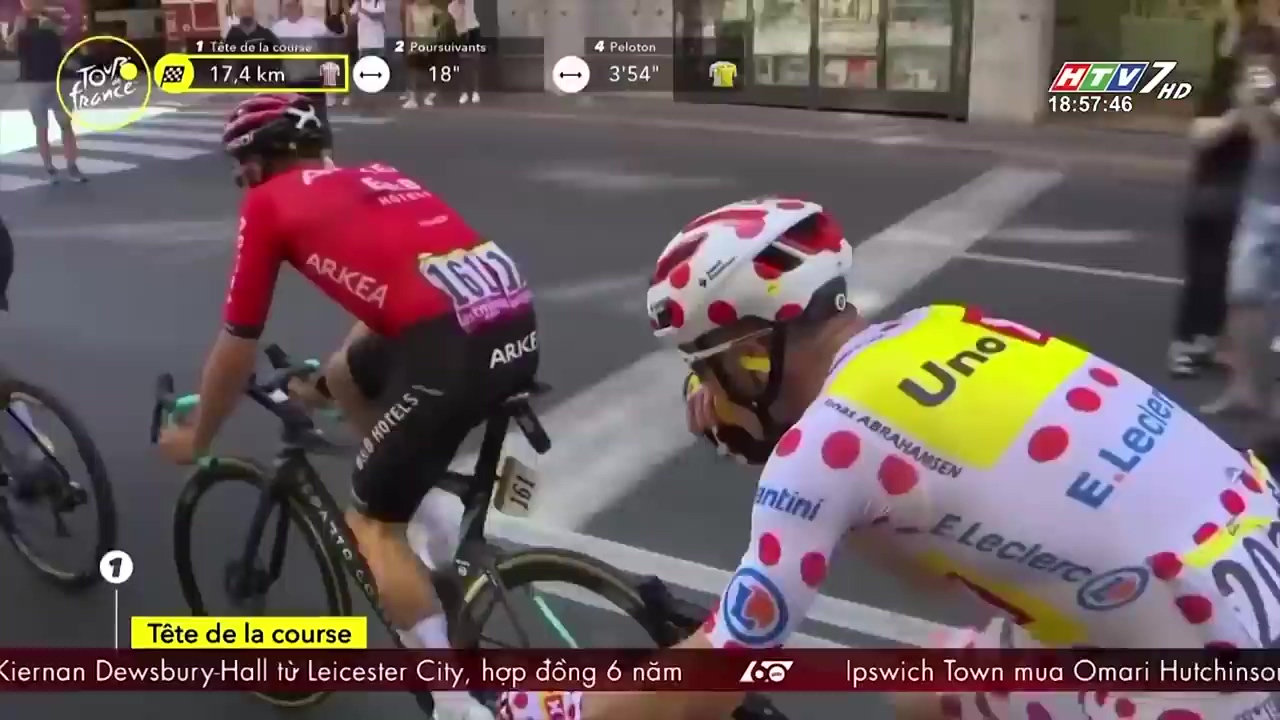 1 Tête de la course
2 Poursuivants
4 Peloton
TOUR
de france
17,4 km
18"
3'54"
HTV7 HD
18:57:46
HOTELS
ARKEA
161
ARKEA
B&B HOTELS
161
Uno
ABRAHAMSEN
E.Leclerc
E.Leclerc
L
1
Tête de la course
Kiernan Dewsbury-Hall từ Leicester City, hợp đồng 6 năm
60
Ipswich Town mua Omari Hutchinson